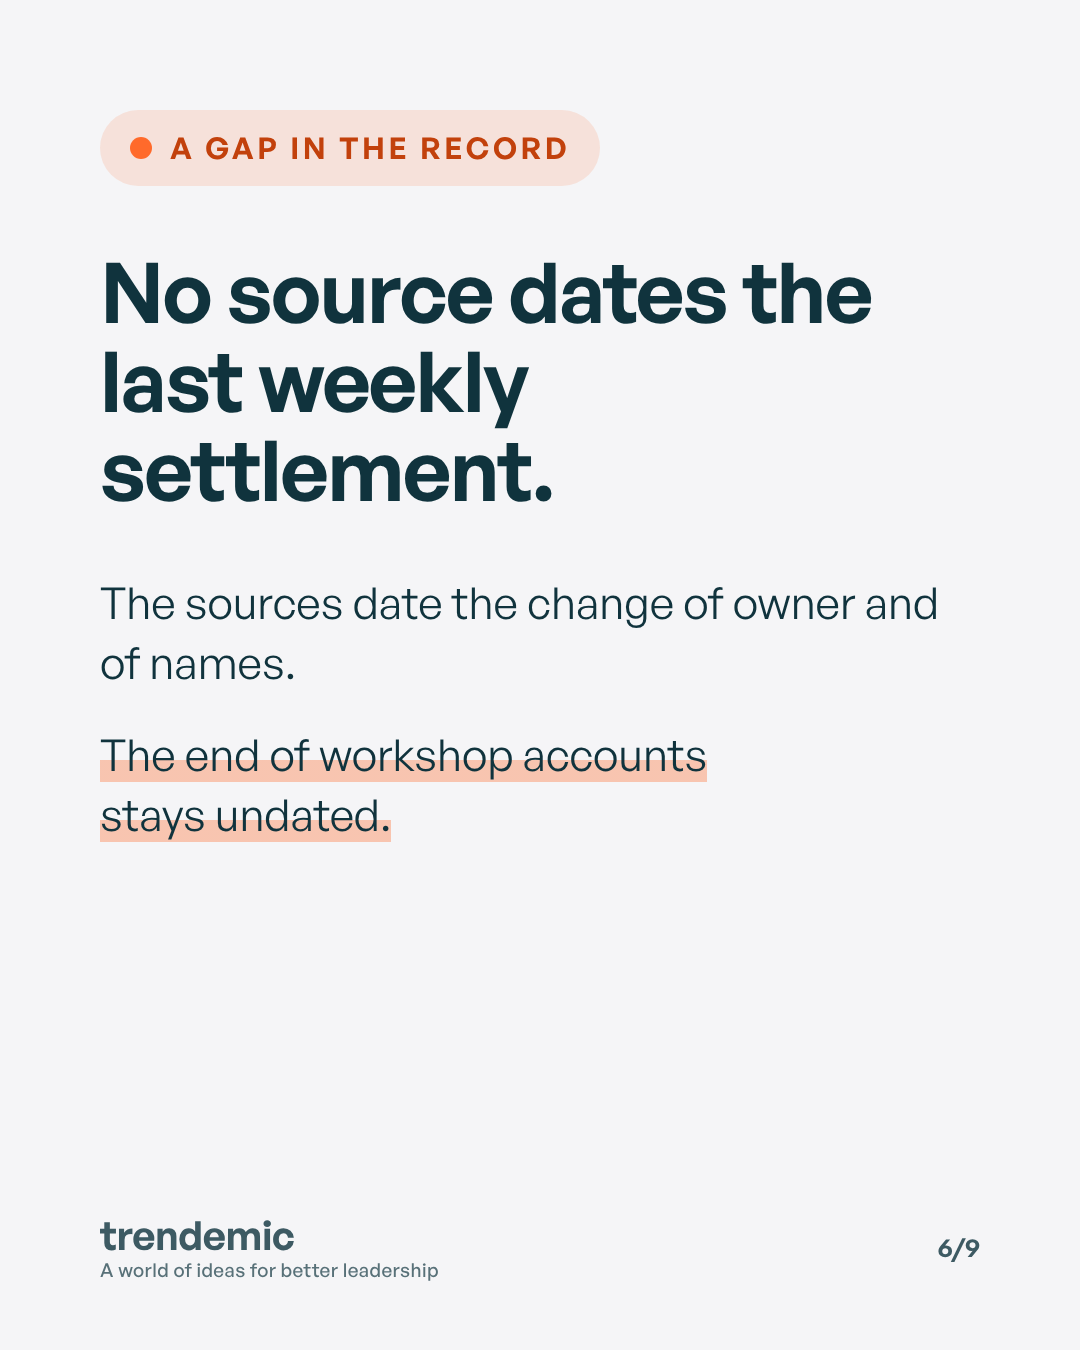 A GAP IN THE RECORD
No source dates the
last weekly
settlement.
The sources date the change of owner and
of names.
The end of workshop accounts
stays undated.
trendemic
A world of ideas for better leadership
6/9